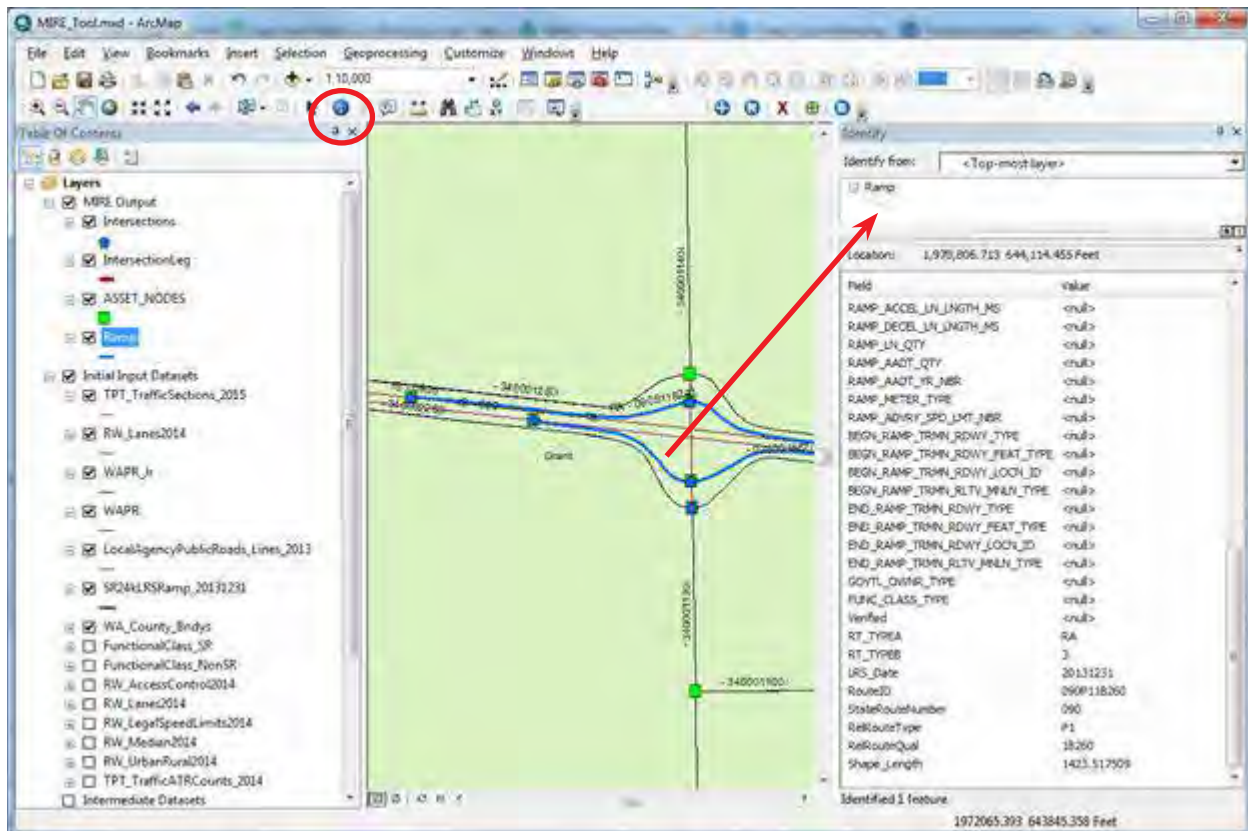 MIRE_Tool.mxd - ArcMap
File Edit View Bookmarks Insert Selection Geoprocessing Customize Windows Help
1:10,000
Table Of Contents
Layers
MIRE Output
Intersections
IntersectionLeg
ASSET_NODES
Ramp
Initial Input Datasets
TPT_TrafficSections_2015
RW_Lanes2014
WAPR_Jr
WAPR
LocalAgencyPublicRoads_Lines_2013
SR24kLRSRamp_20131231
WA_County_Bndys
FunctionalClass_SR
FunctionalClass_NonSR
RW_AccessControl2014
RW_Lanes2014
RW_LegalSpeedLimits2014
RW_Median2014
RW_UrbanRural2014
TPT_TrafficATRCounts_2014
Intermediate Datasets
Grant
Identify
Identify from: <Top-most layer>
Ramp
Location: 1,970,806.713 644,114.455 Feet
Field Value
RAMP_ACCEL_LN_LNGTH_MS <null>
RAMP_DECEL_LN_LNGTH_MS <null>
RAMP_LN_QTY <null>
RAMP_AADT_QTY <null>
RAMP_AADT_YR_NBR <null>
RAMP_METER_TYPE <null>
RAMP_ADVRY_SPD_LMT_NBR <null>
BEGN_RAMP_TRMN_RDWY_TYPE <null>
BEGN_RAMP_TRMN_RDWY_FEAT_TYPE <null>
BEGN_RAMP_TRMN_RDWY_LOCN_ID <null>
BEGN_RAMP_TRMN_RLTV_MNLN_TYPE <null>
END_RAMP_TRMN_RDWY_TYPE <null>
END_RAMP_TRMN_RDWY_FEAT_TYPE <null>
END_RAMP_TRMN_RDWY_LOCN_ID <null>
END_RAMP_TRMN_RLTV_MNLN_TYPE <null>
GOVTL_OWNR_TYPE <null>
FUNC_CLASS_TYPE <null>
Verified <null>
RT_TYPEA RA
RT_TYPEB 3
LRS_Date 20131231
RouteID 090P118260
StateRouteNumber 090
RelRouteType P1
RelRouteQual 18260
Shape_Length 1423.517509
Identified 1 feature
1972065.393 643845.358 Feet